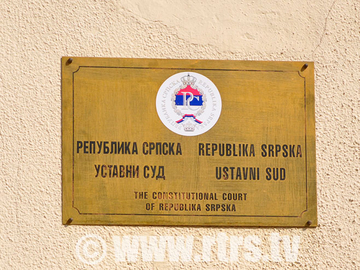 РЕПУБЛИКА СРПСКА
УСТАВНИ СУД
REPUBLIKA SRPSKA
USTAVNI SUD
THE CONSTITUTIONAL COURT
OF REPUBLIKA SRPSKA
© www.rtrs.tv